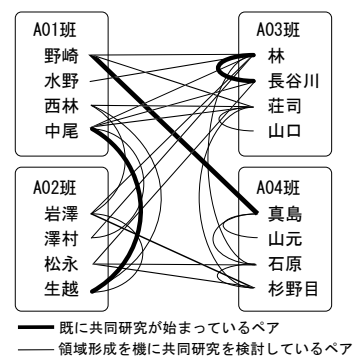 A01班
野崎
水野
西林
中尾
A02班
岩澤
澤村
松永
生越
A03班
林
長谷川
荘司
山口
A04班
真島
山元
石原
杉野目
既に共同研究が始まっているペア
領域形成を機に共同研究を検討しているペア